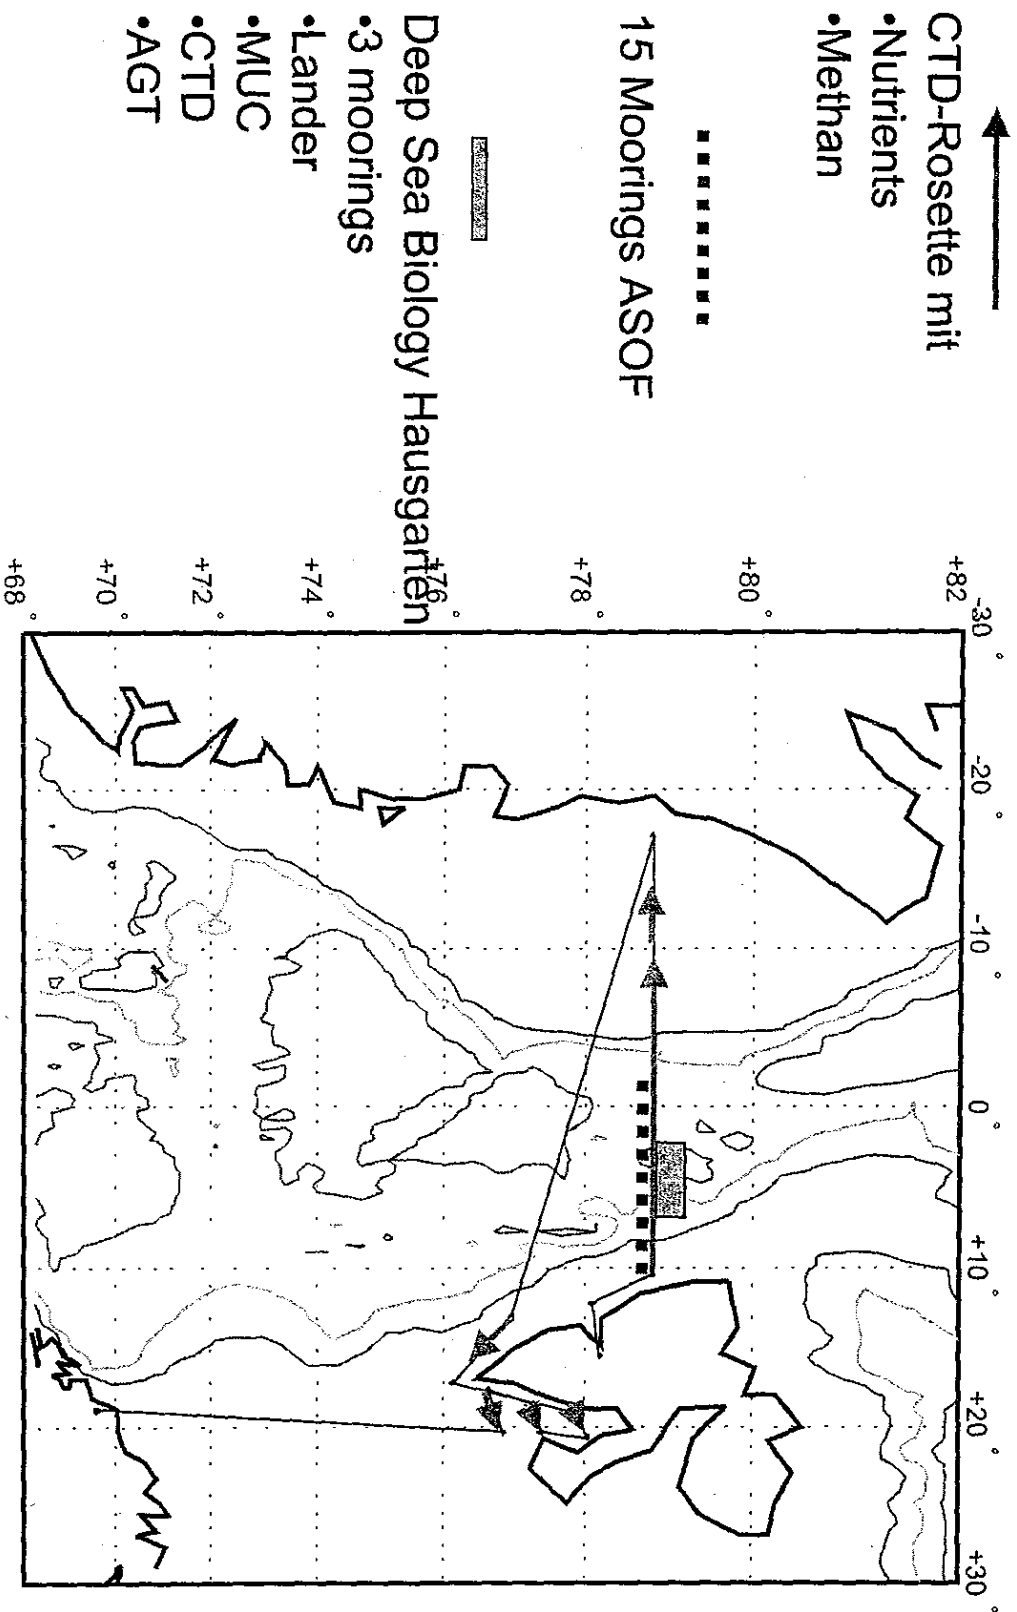 CTD-Rosette mit
•Nutrients
•Methan
15 Moorings ASOF
Deep Sea Biology Hausgarten
•3 moorings
•Lander
•MUC
•CTD
•AGT
+82°
+80°
+78°
+76°
+74°
+72°
+70°
+68°
-30°
-20°
-10°
0°
+10°
+20°
+30°